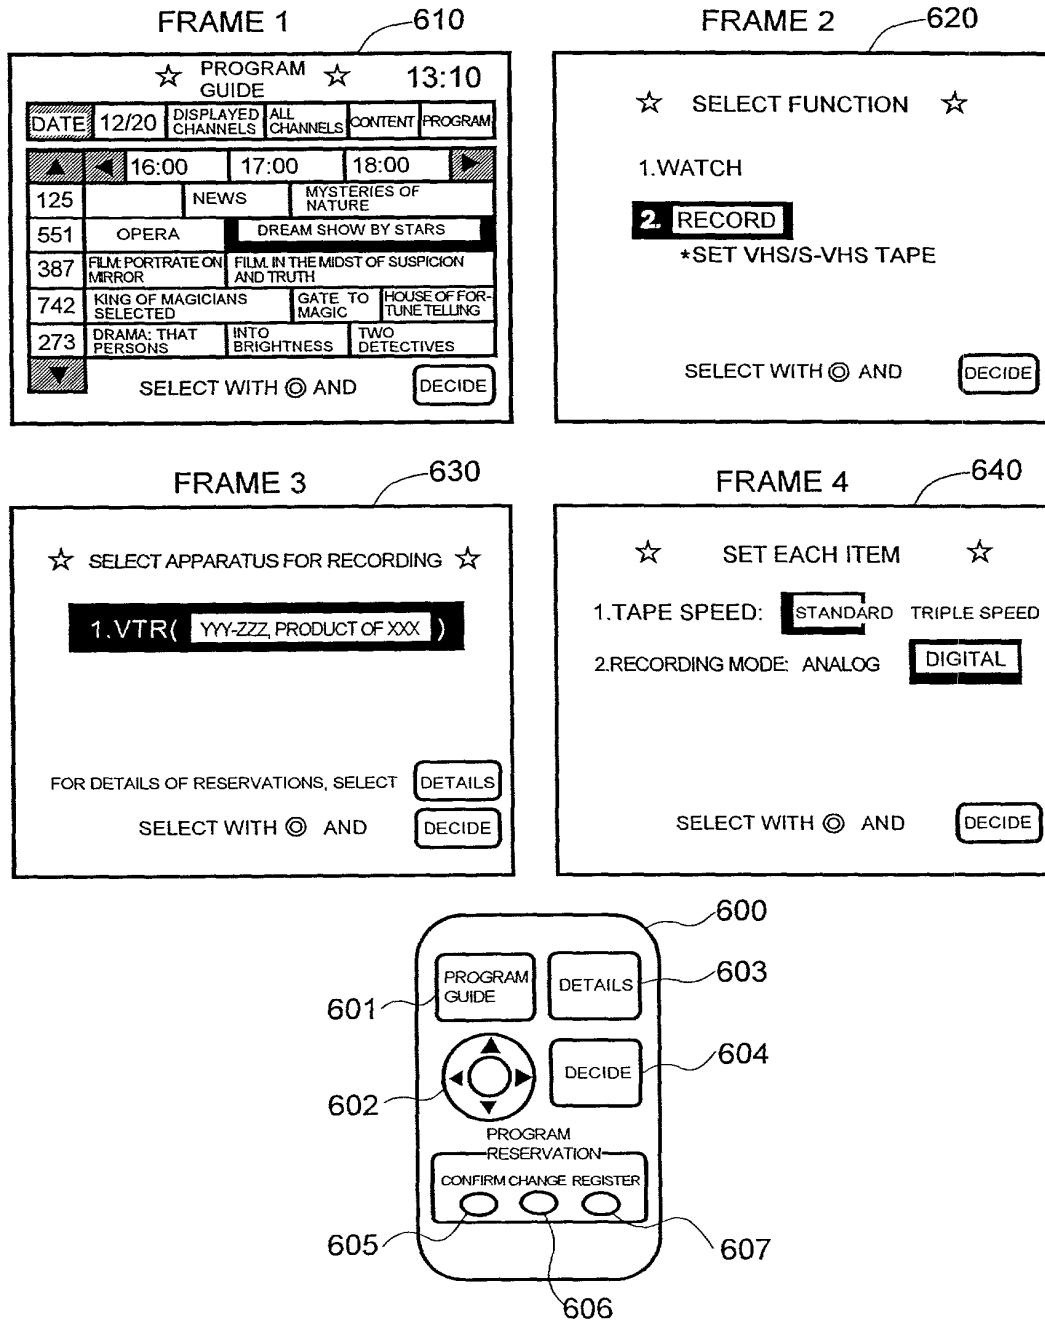 FRAME 1
610
☆ PROGRAM ☆ 13:10
GUIDE
DATE 12/20 DISPLAYED CHANNELS ALL CHANNELS CONTENT PROGRAM
▲ ◀ 16:00 17:00 18:00 ▶
125 NEWS MYSTERIES OF NATURE
551 OPERA DREAM SHOW BY STARS
387 FILM: PORTRATE ON MIRROR FILM. IN THE MIDST OF SUSPICION AND TRUTH
742 KING OF MAGICIANS SELECTED GATE TO MAGIC HOUSE OF FOR-TUNE TELLING
273 DRAMA: THAT PERSONS INTO BRIGHTNESS TWO DETECTIVES
▼ SELECT WITH ◎ AND DECIDE
FRAME 2
620
☆ SELECT FUNCTION ☆
1.WATCH
2. RECORD
*SET VHS/S-VHS TAPE
SELECT WITH ◎ AND DECIDE
FRAME 3
630
☆ SELECT APPARATUS FOR RECORDING ☆
1.VTR( YYY-ZZZ, PRODUCT OF XXX )
FOR DETAILS OF RESERVATIONS, SELECT DETAILS
SELECT WITH ◎ AND DECIDE
FRAME 4
640
☆ SET EACH ITEM ☆
1.TAPE SPEED: STANDARD TRIPLE SPEED
2.RECORDING MODE: ANALOG DIGITAL
SELECT WITH ◎ AND DECIDE
600
PROGRAM
GUIDE
DETAILS
603
601
DECIDE
604
602
PROGRAM
RESERVATION
CONFIRM CHANGE REGISTER
605
607
606